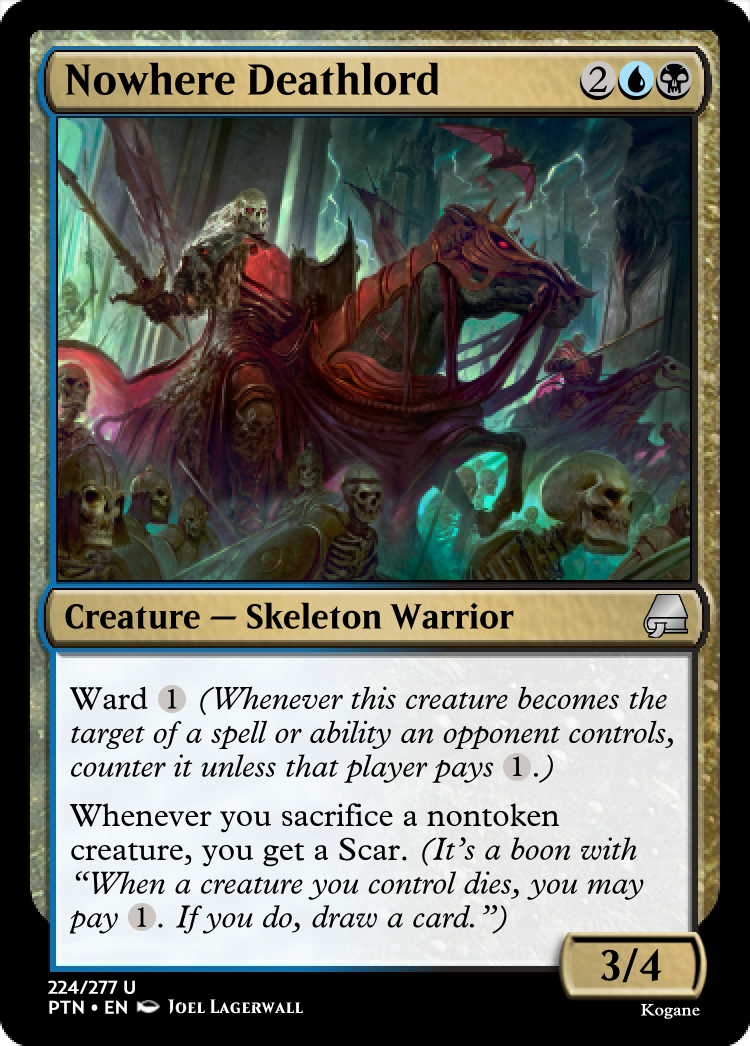 Nowhere Deathlord 2
Creature — Skeleton Warrior
Ward 1 (Whenever this creature becomes the
target of a spell or ability an opponent controls,
counter it unless that player pays 1.)
Whenever you sacrifice a nontoken
creature, you get a Scar. (It's a boon with
“When a creature you control dies, you may
pay 1. If you do, draw a card.”)
3/4
224/277 U
PTN • EN Joel Lagerwall
Kogane